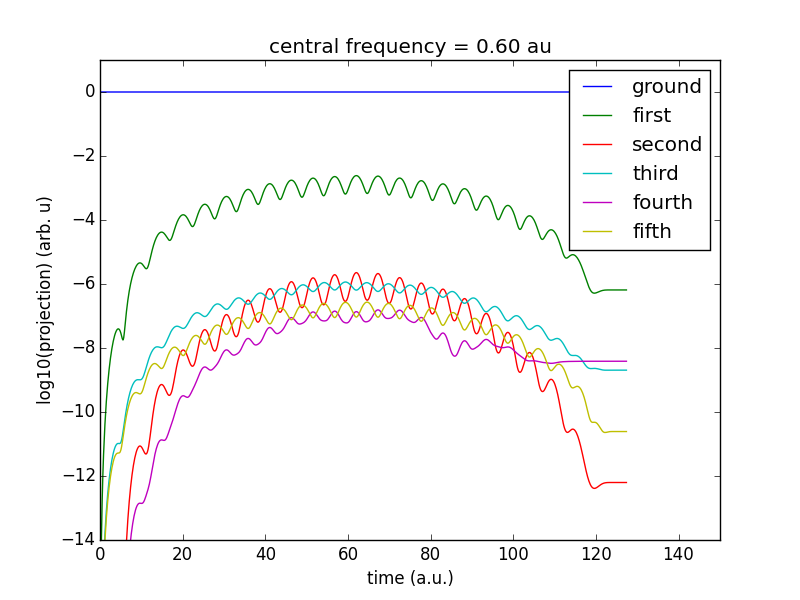 central frequency = 0.60 au
log10(projection) (arb. u)
0
−2
−4
−6
−8
−10
−12
−14
ground
first
second
third
fourth
fifth
0 20 40 60 80 100 120 140
time (a.u.)